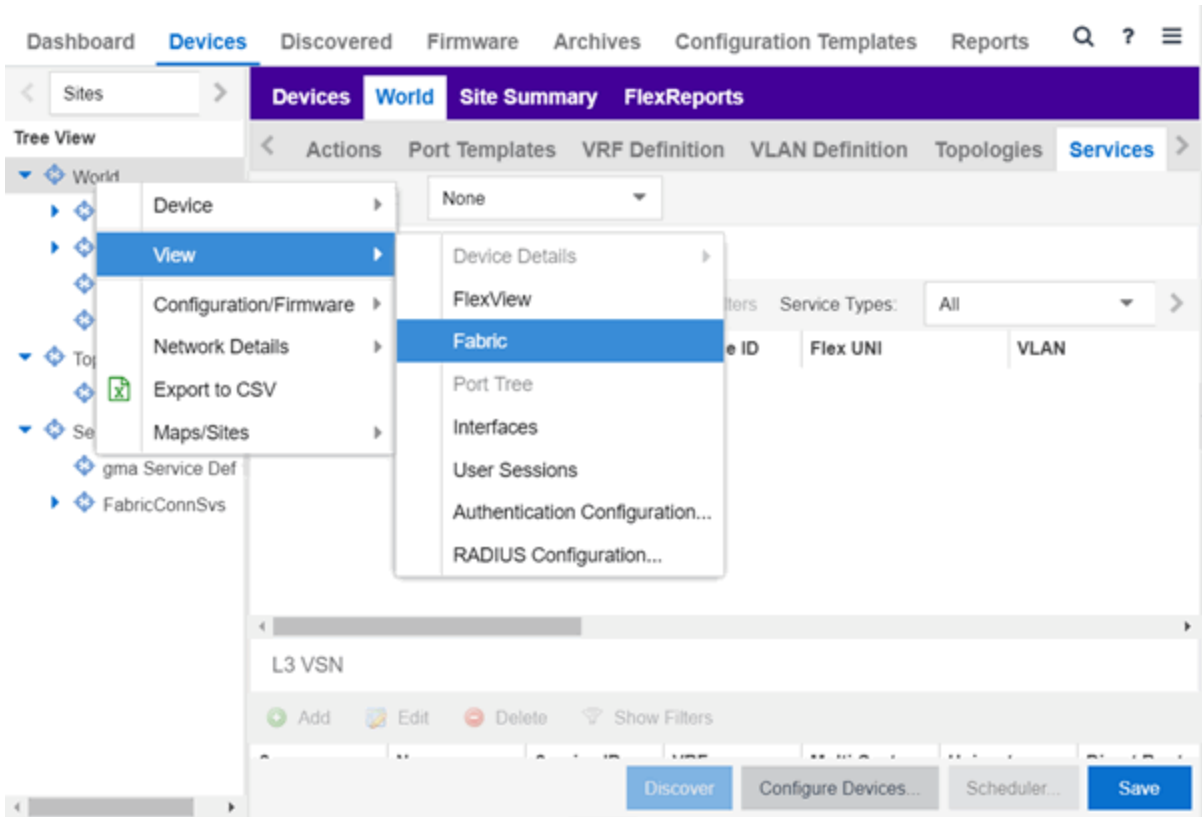 Dashboard Devices Discovered Firmware Archives Configuration Templates Reports ?
Sites
Devices World Site Summary FlexReports
Tree View
Actions Port Templates VRF Definition VLAN Definition Topologies Services
World
None
Device
View
Configuration/Firmware
Network Details
Export to CSV
Maps/Sites
Device Details
FlexView
Fabric
Port Tree
Interfaces
User Sessions
Authentication Configuration...
RADIUS Configuration...
Service Types: All
ID Flex UNI VLAN
gma Service Def
FabricConnSvs
L3 VSN
Add Edit Delete Show Filters
Discover Configure Devices... Scheduler... Save